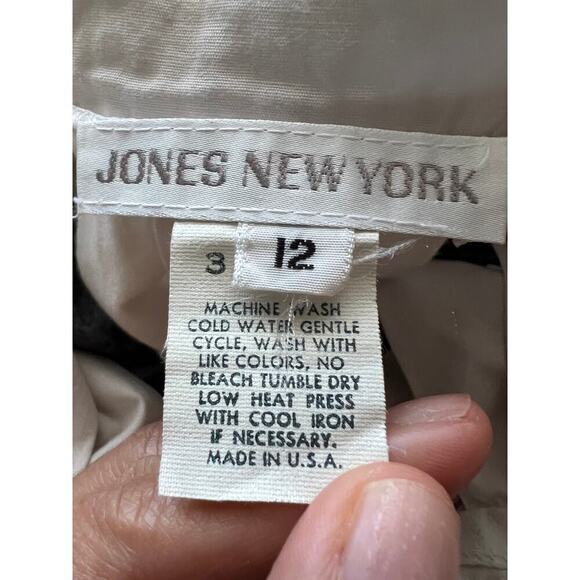 JONES NEW YORK
3 12
MACHINE WASH
COLD WATER GENTLE
CYCLE, WASH WITH
LIKE COLORS, NO
BLEACH TUMBLE DRY
LOW HEAT PRESS
WITH COOL IRON
IF NECESSARY.
MADE IN U.S.A.